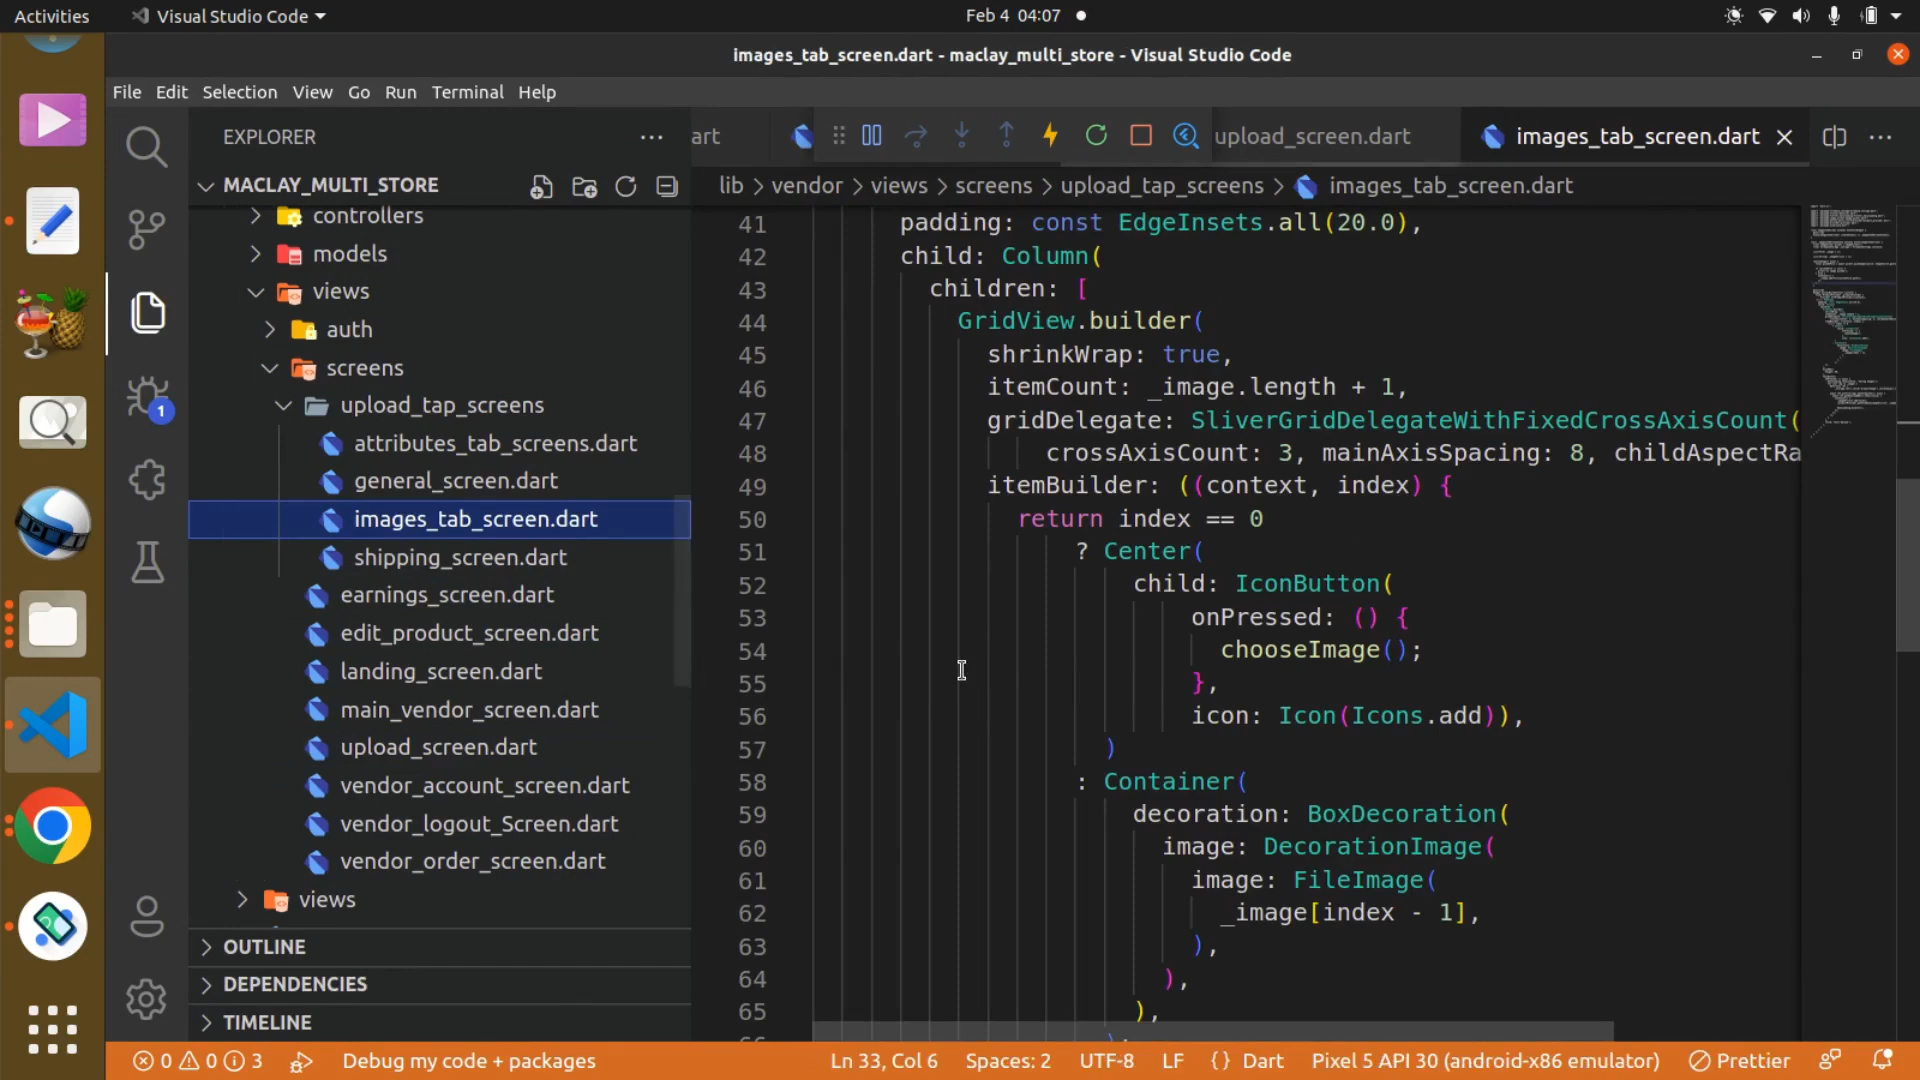 Activities
Visual Studio Code
Feb 4 04:07
images_tab_screen.dart - maclay_multi_store - Visual Studio Code
File Edit Selection View Go Run Terminal Help
EXPLORER
MACLAY_MULTI_STORE
controllers
models
views
auth
screens
upload_tap_screens
attributes_tab_screens.dart
general_screen.dart
images_tab_screen.dart
shipping_screen.dart
earnings_screen.dart
edit_product_screen.dart
landing_screen.dart
main_vendor_screen.dart
upload_screen.dart
vendor_account_screen.dart
vendor_logout_Screen.dart
vendor_order_screen.dart
views
OUTLINE
DEPENDENCIES
TIMELINE
1
art
upload_screen.dart
images_tab_screen.dart
lib > vendor > views > screens > upload_tap_screens > images_tab_screen.dart
41 padding: const EdgeInsets.all(20.0),
42 child: Column(
43 children: [
44 GridView.builder(
45 shrinkWrap: true,
46 itemCount: _image.length + 1,
47 gridDelegate: SliverGridDelegateWithFixedCrossAxisCount(
48 crossAxisCount: 3, mainAxisSpacing: 8, childAspectRa
49 itemBuilder: ((context, index) {
50 return index == 0
51 ? Center(
52 child: IconButton(
53 onPressed: () {
54 chooseImage();
55 },
56 icon: Icon(Icons.add)),
57 )
58 : Container(
59 decoration: BoxDecoration(
60 image: DecorationImage(
61 image: FileImage(
62 _image[index - 1],
63 ),
64 ),
65 ),
0 0 3 Debug my code + packages
Ln 33, Col 6 Spaces: 2 UTF-8 LF {} Dart Pixel 5 API 30 (android-x86 emulator) Prettier